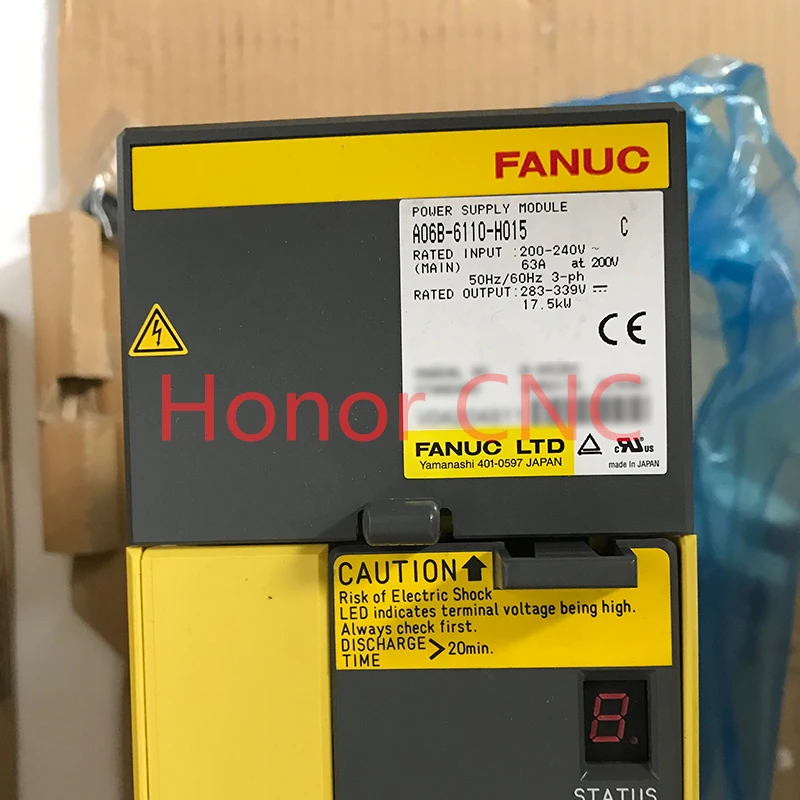 FANUC
POWER SUPPLY MODULE
A06B-6110-H015 C
RATED INPUT :200-240V ~
(MAIN) 63A at 200V
50Hz/60Hz 3-ph
RATED OUTPUT:283-339V ⎓
17.5kW
CE
Honor CNC
FANUC LTD
Yamanashi 401-0597 JAPAN
c UR us
made in JAPAN
CAUTION
Risk of Electric Shock
LED indicates terminal voltage being high.
Always check first.
DISCHARGE TIME >20min.
8.
STATUS